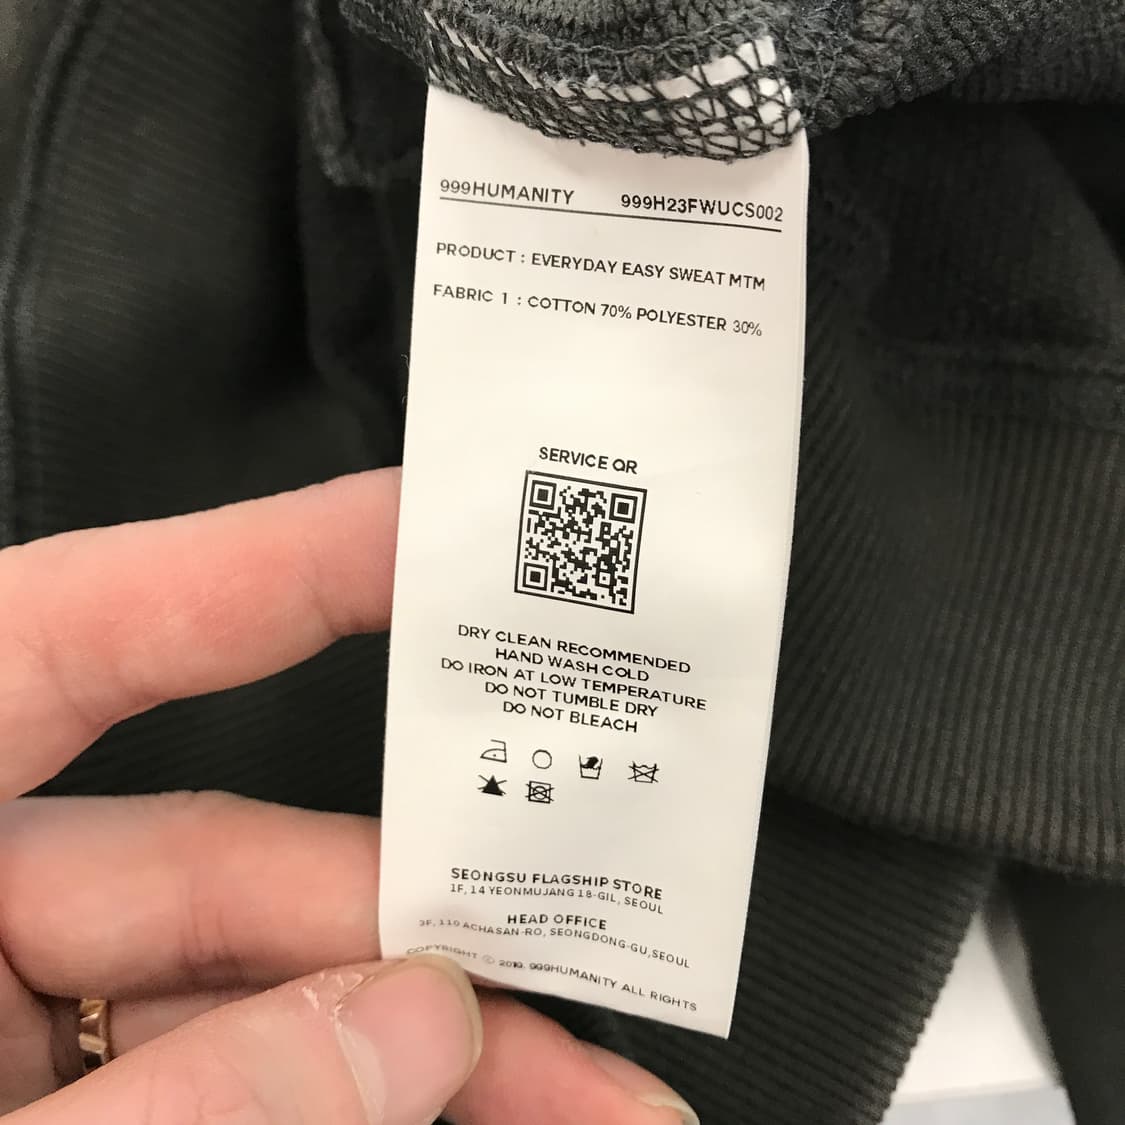 999HUMANITY 999H23FWUCS002
PRODUCT : EVERYDAY EASY SWEAT MTM
FABRIC 1 : COTTON 70% POLYESTER 30%
SERVICE QR
DRY CLEAN RECOMMENDED
HAND WASH COLD
DO IRON AT LOW TEMPERATURE
DO NOT TUMBLE DRY
DO NOT BLEACH
SEONGSU FLAGSHIP STORE
1F, 14 YEONMUJANG 18-GIL, SEOUL
HEAD OFFICE
3F, 110 ACHASAN-RO, SEONGDONG-GU,SEOUL
COPYRIGHT © 2019. 999HUMANITY ALL RIGHTS